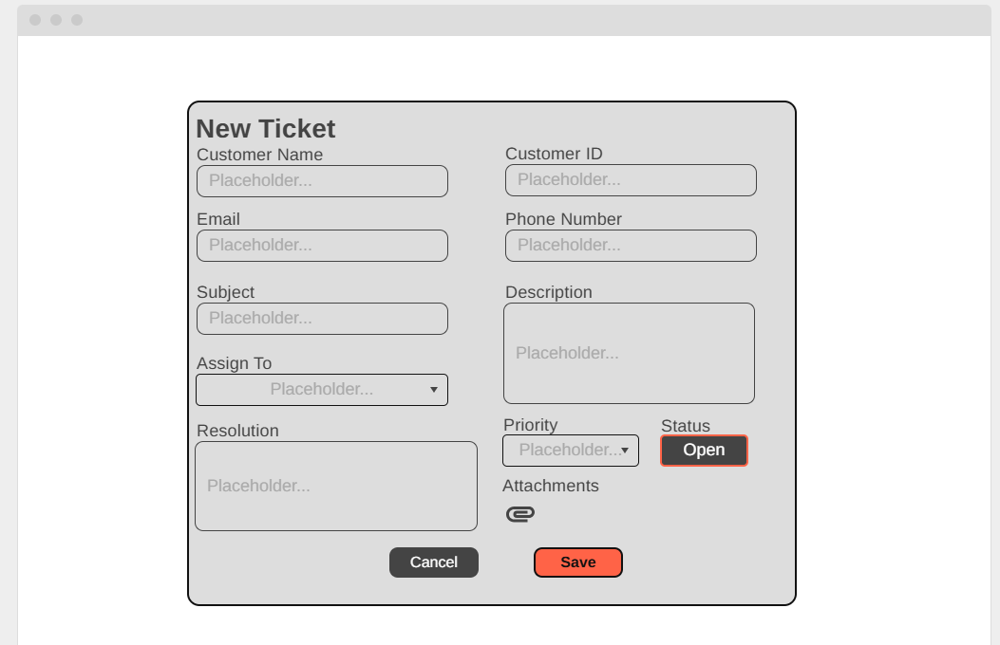 New Ticket
Customer Name
Customer ID
Placeholder...
Placeholder...
Email
Phone Number
Placeholder...
Placeholder...
Subject
Description
Placeholder...
Placeholder...
Assign To
Placeholder...
Priority
Status
Resolution
Placeholder...
Open
Placeholder...
Attachments
Cancel
Save